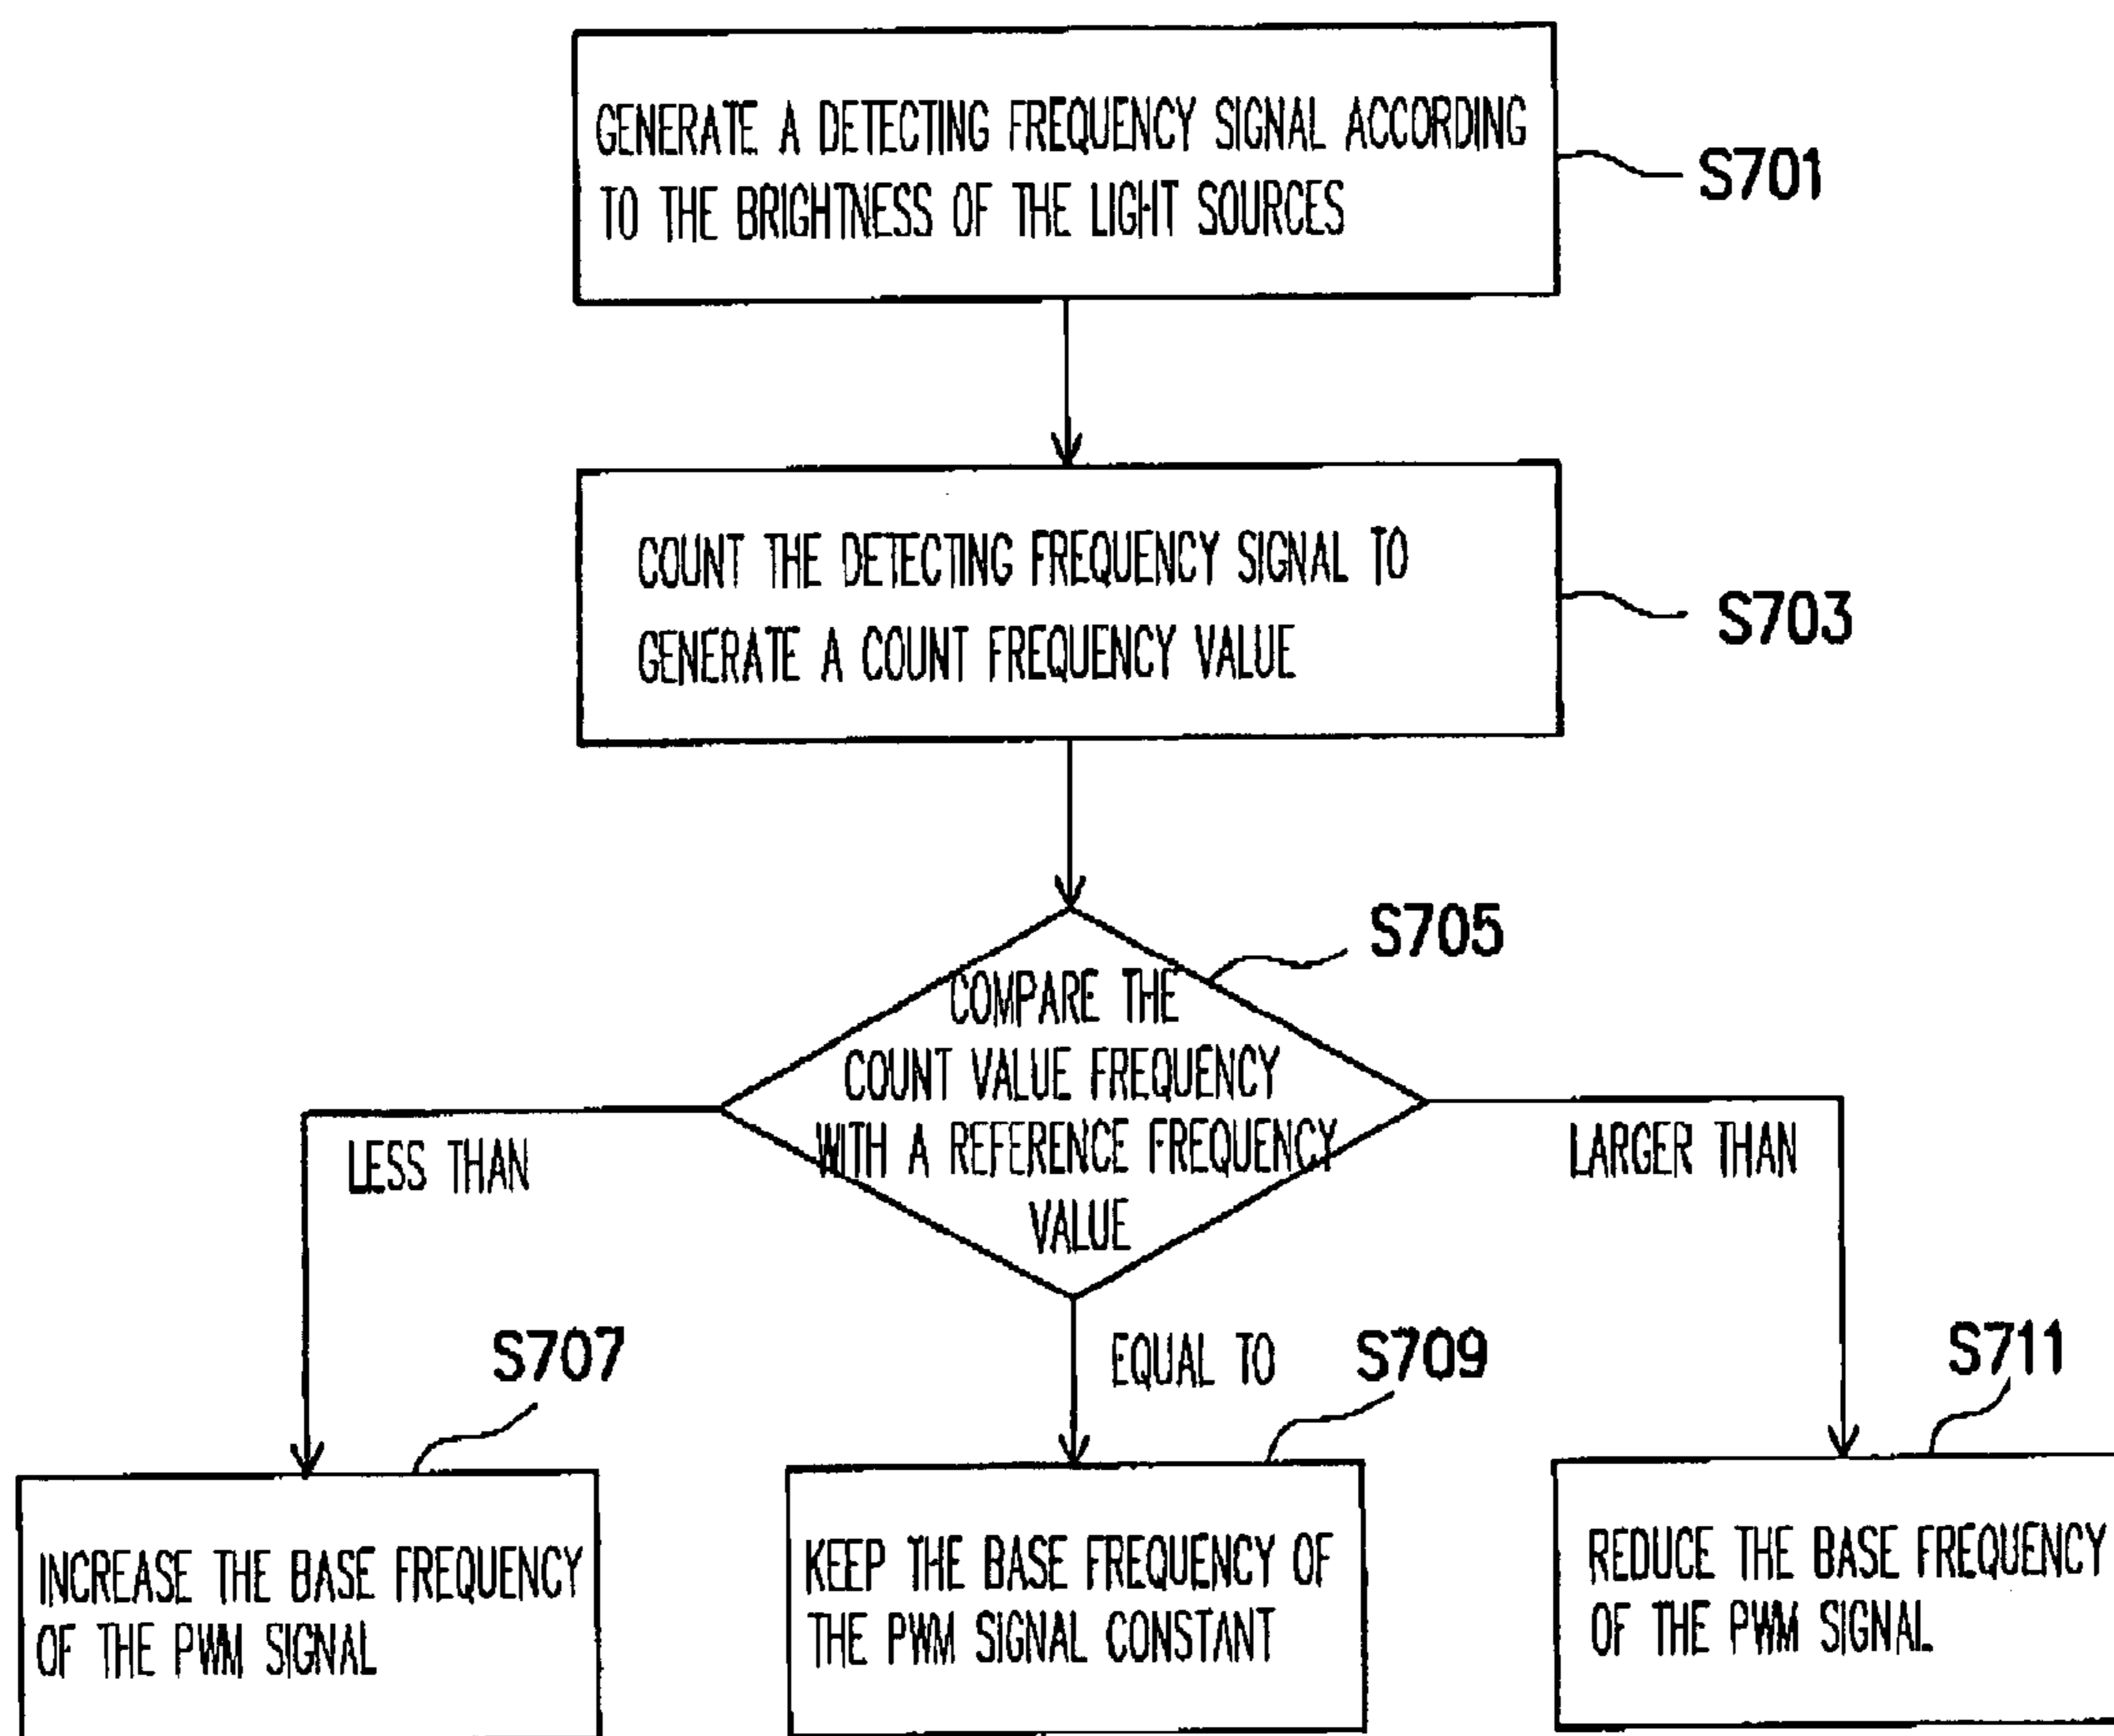 GENERATE A DETECTING FREQUENCY SIGNAL ACCORDING
TO THE BRIGHTNESS OF THE LIGHT SOURCES
S701
COUNT THE DETECTING FREQUENCY SIGNAL TO
GENERATE A COUNT FREQUENCY VALUE
S703
S705
COMPARE THE
COUNT VALUE FREQUENCY
WITH A REFERENCE FREQUENCY
VALUE
LESS THAN
LARGER THAN
EQUAL TO
S707
INCREASE THE BASE FREQUENCY
OF THE PWM SIGNAL
S709
KEEP THE BASE FREQUENCY OF
THE PWM SIGNAL CONSTANT
S711
REDUCE THE BASE FREQUENCY
OF THE PWM SIGNAL